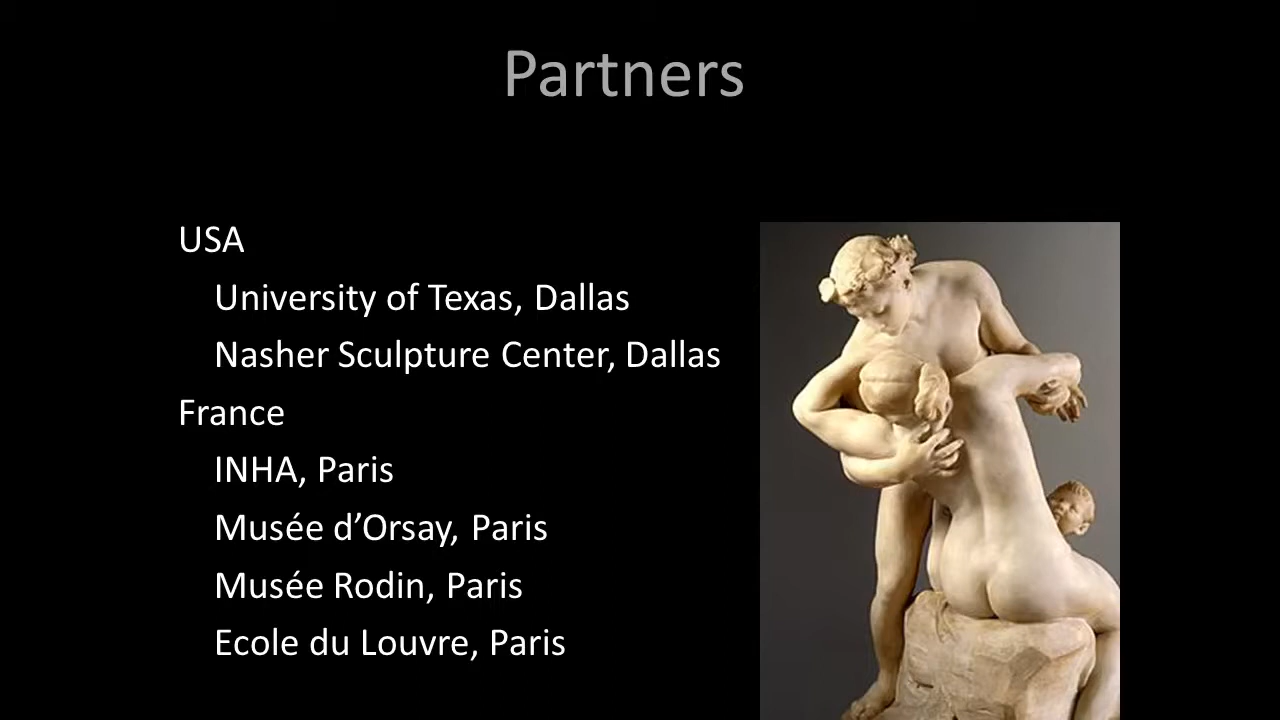 Partners
USA
University of Texas, Dallas
Nasher Sculpture Center, Dallas
France
INHA, Paris
Musée d’Orsay, Paris
Musée Rodin, Paris
Ecole du Louvre, Paris